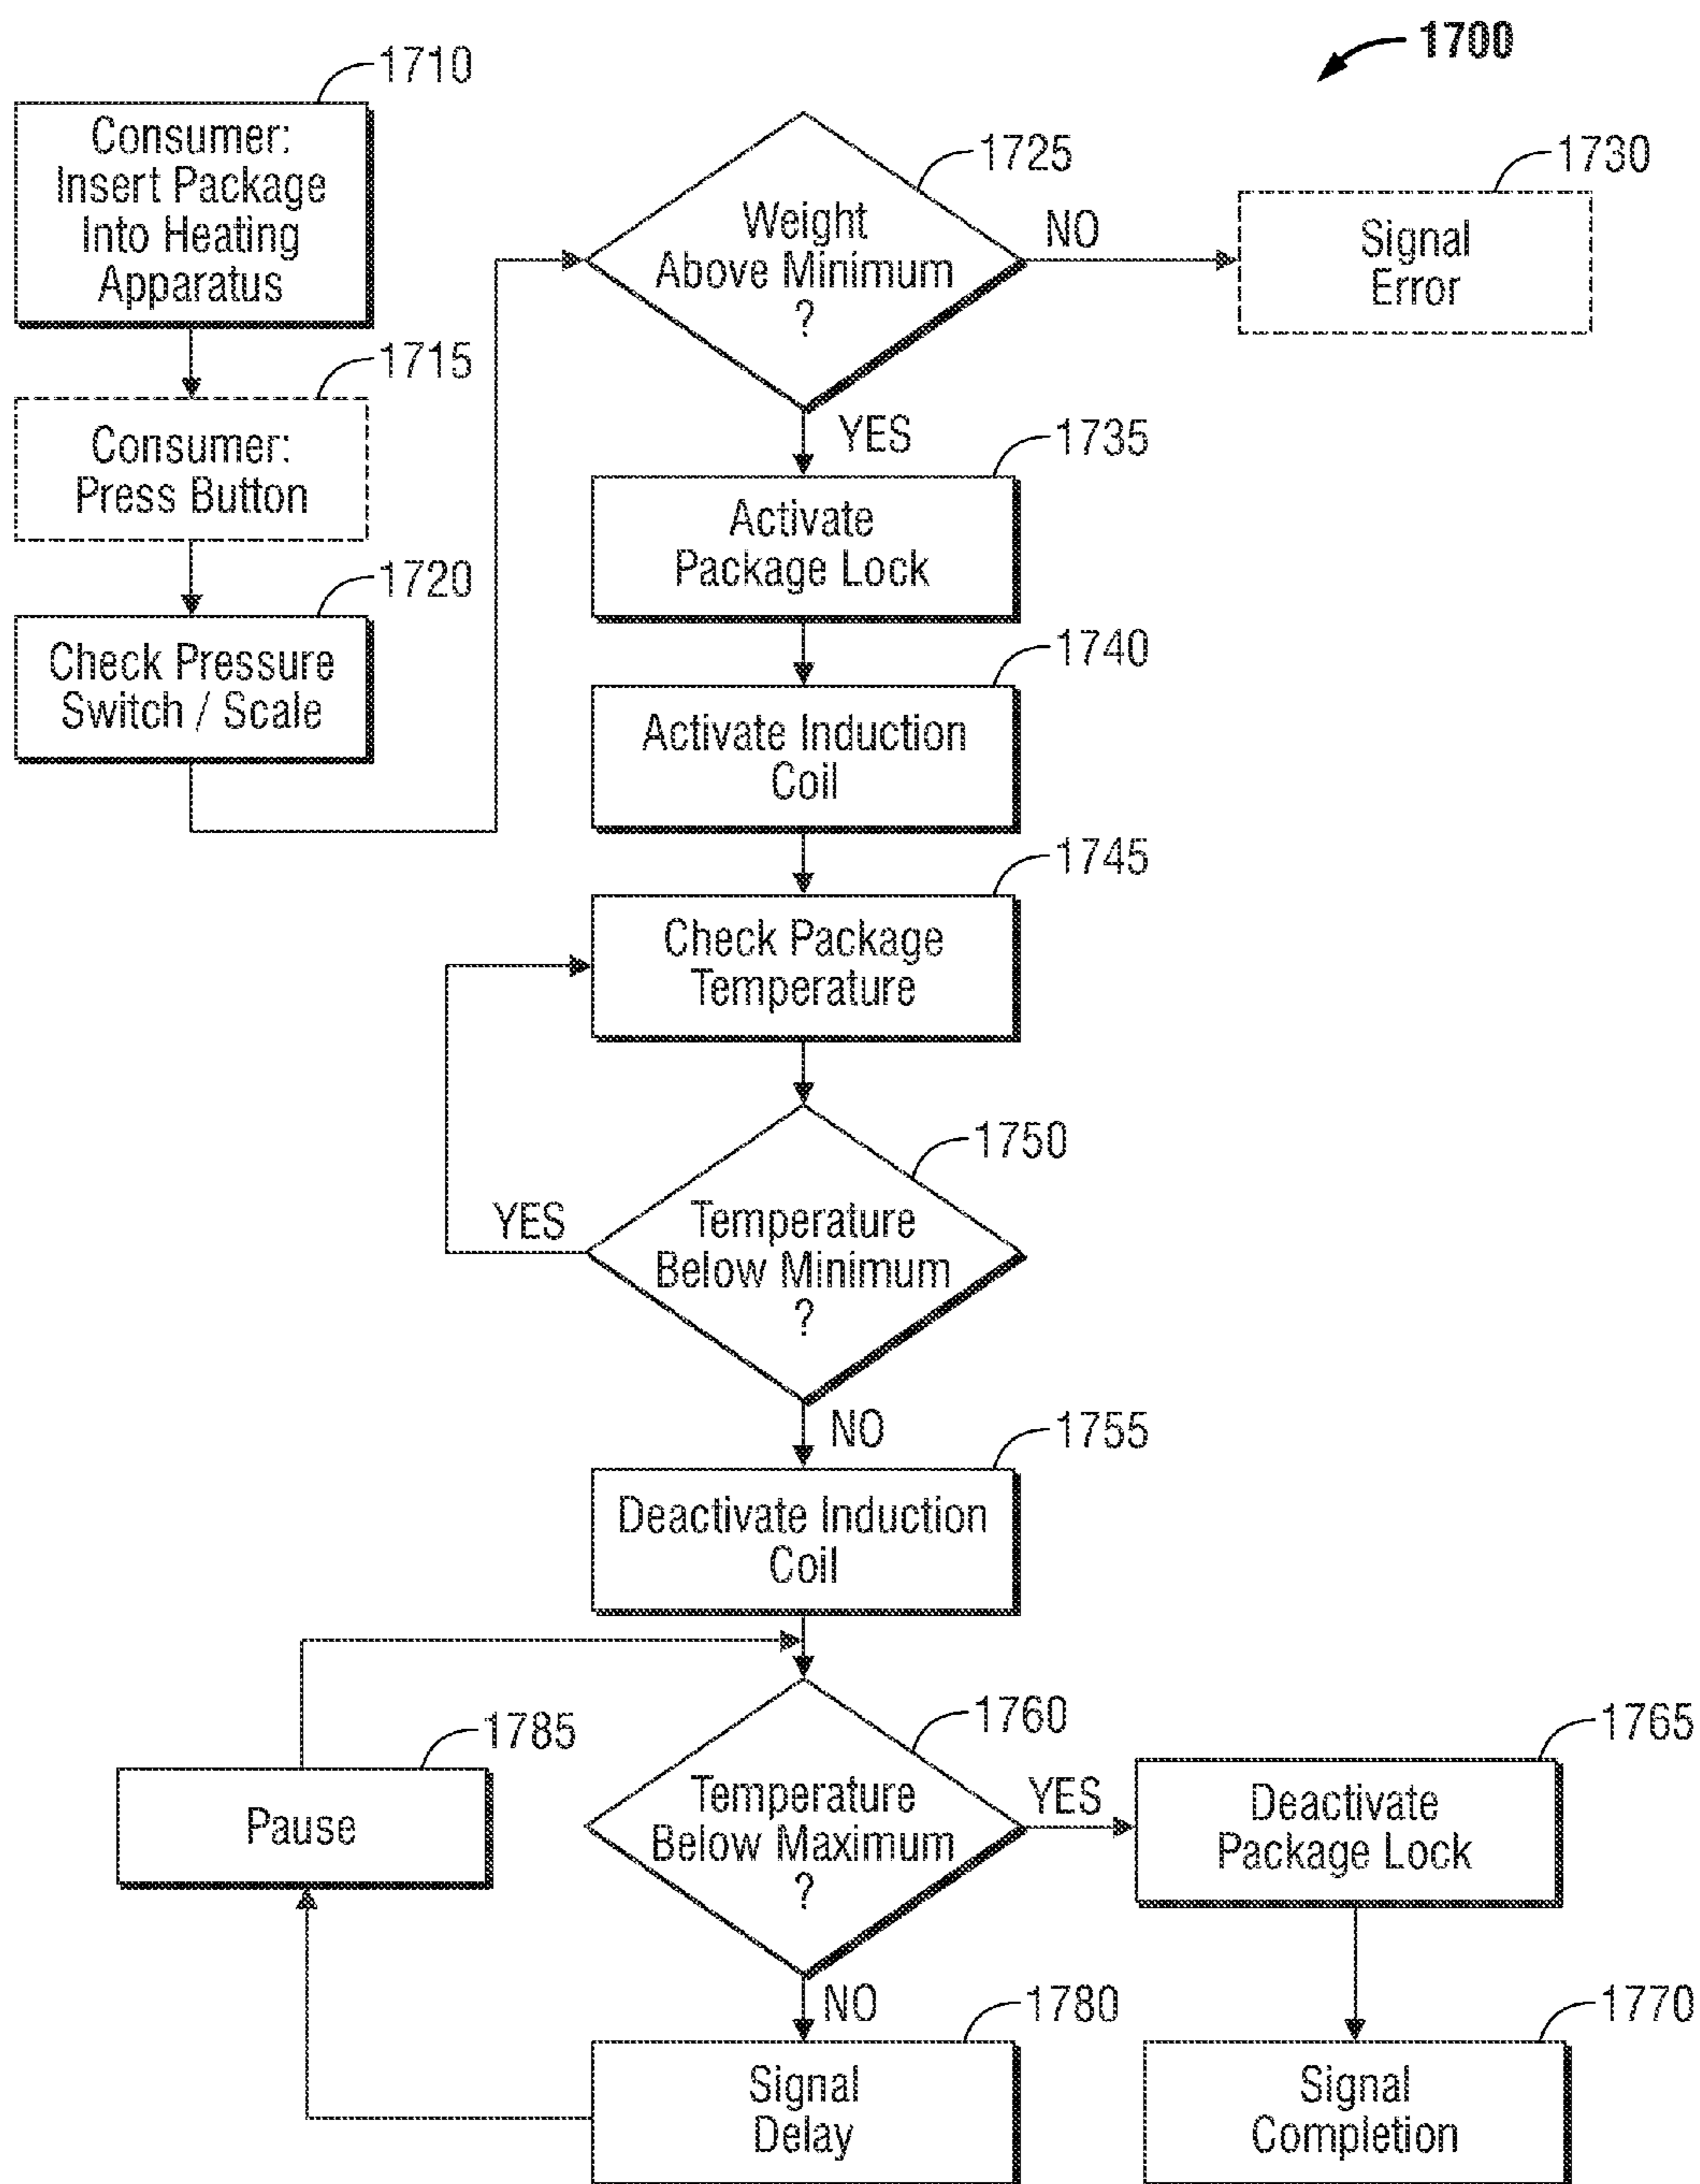 1700
1710
Consumer:
Insert Package
Into Heating
Apparatus
1715
Consumer:
Press Button
1720
Check Pressure
Switch / Scale
1725
Weight
Above Minimum
?
NO
1730
Signal
Error
YES
1735
Activate
Package Lock
1740
Activate Induction
Coil
1745
Check Package
Temperature
1750
Temperature
Below Minimum
?
YES
NO
1755
Deactivate Induction
Coil
1760
Temperature
Below Maximum
?
YES
1765
Deactivate
Package Lock
1770
Signal
Completion
NO
1780
Signal
Delay
1785
Pause